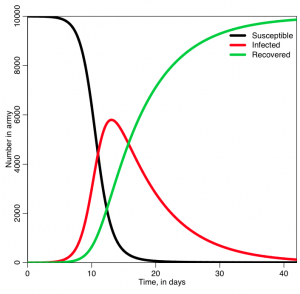 10000
8000
6000
4000
2000
0
Number in army
Susceptible
Infected
Recovered
0 10 20 30 40
Time, in days